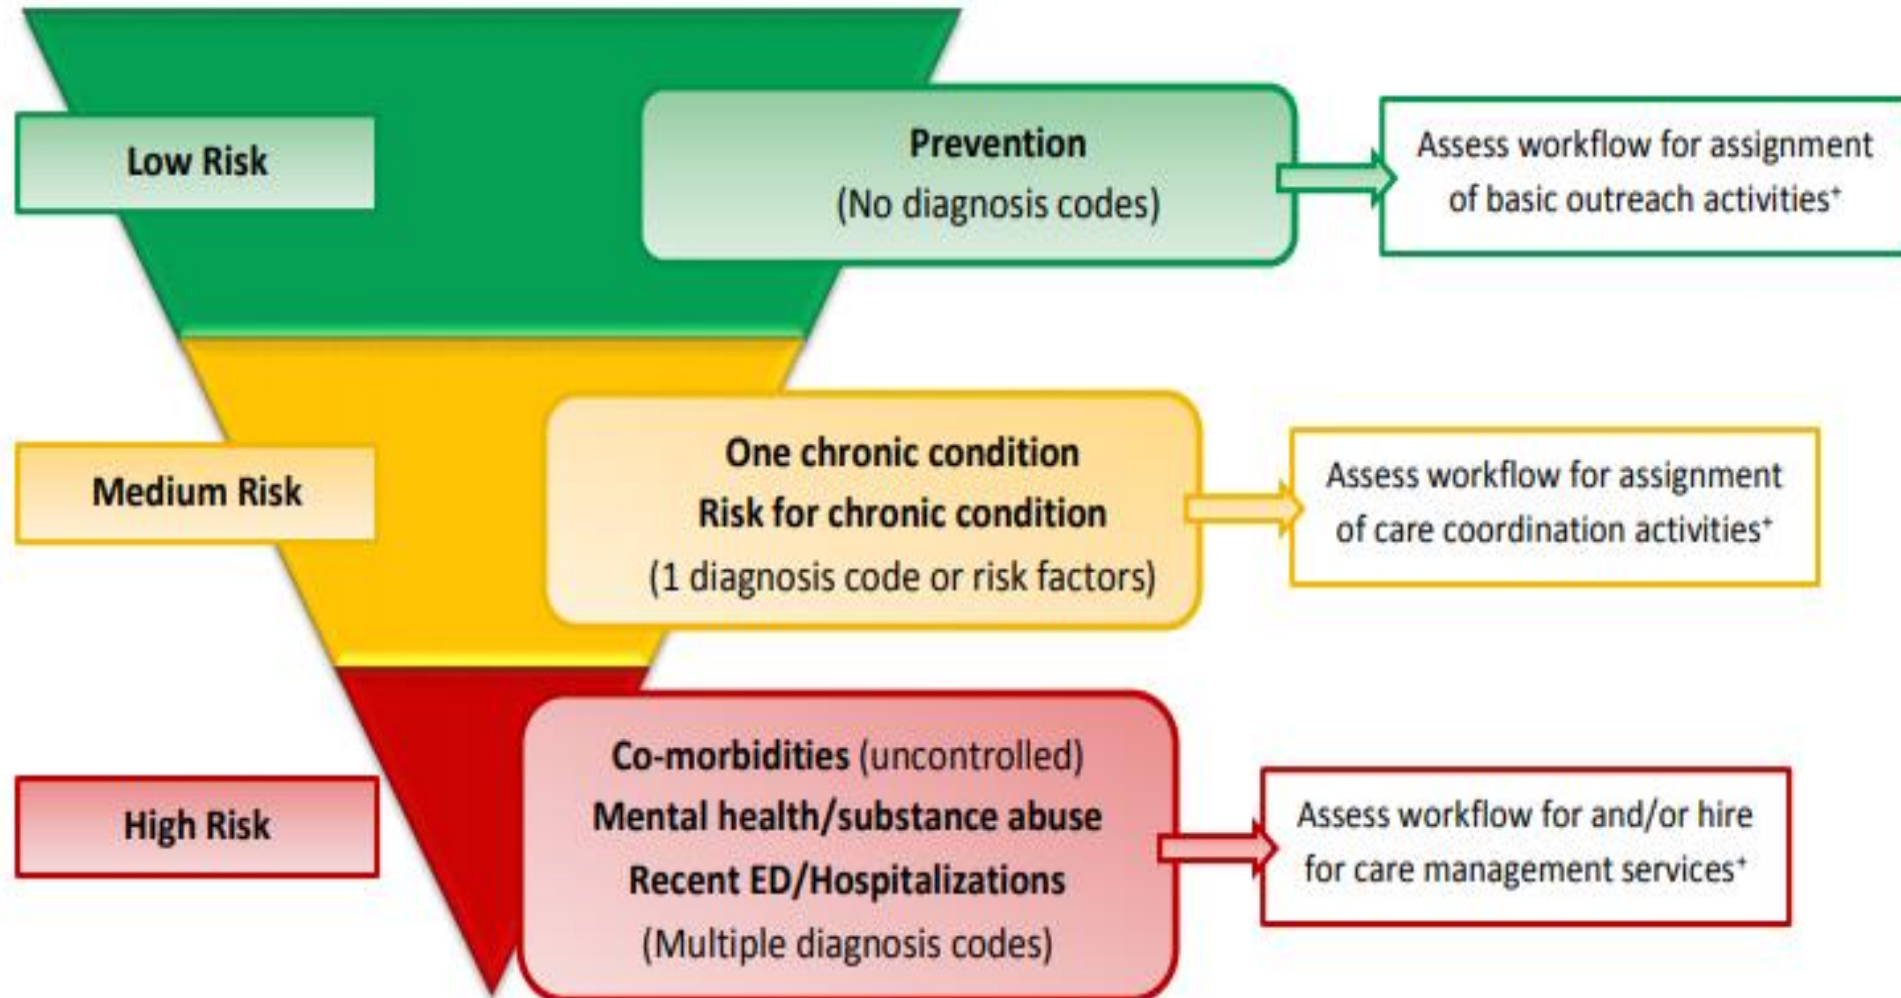 Low Risk
Prevention
(No diagnosis codes)
Assess workflow for assignment
of basic outreach activities⁺
Medium Risk
One chronic condition
Risk for chronic condition
(1 diagnosis code or risk factors)
Assess workflow for assignment
of care coordination activities⁺
High Risk
Co-morbidities (uncontrolled)
Mental health/substance abuse
Recent ED/Hospitalizations
(Multiple diagnosis codes)
Assess workflow for and/or hire
for care management services⁺